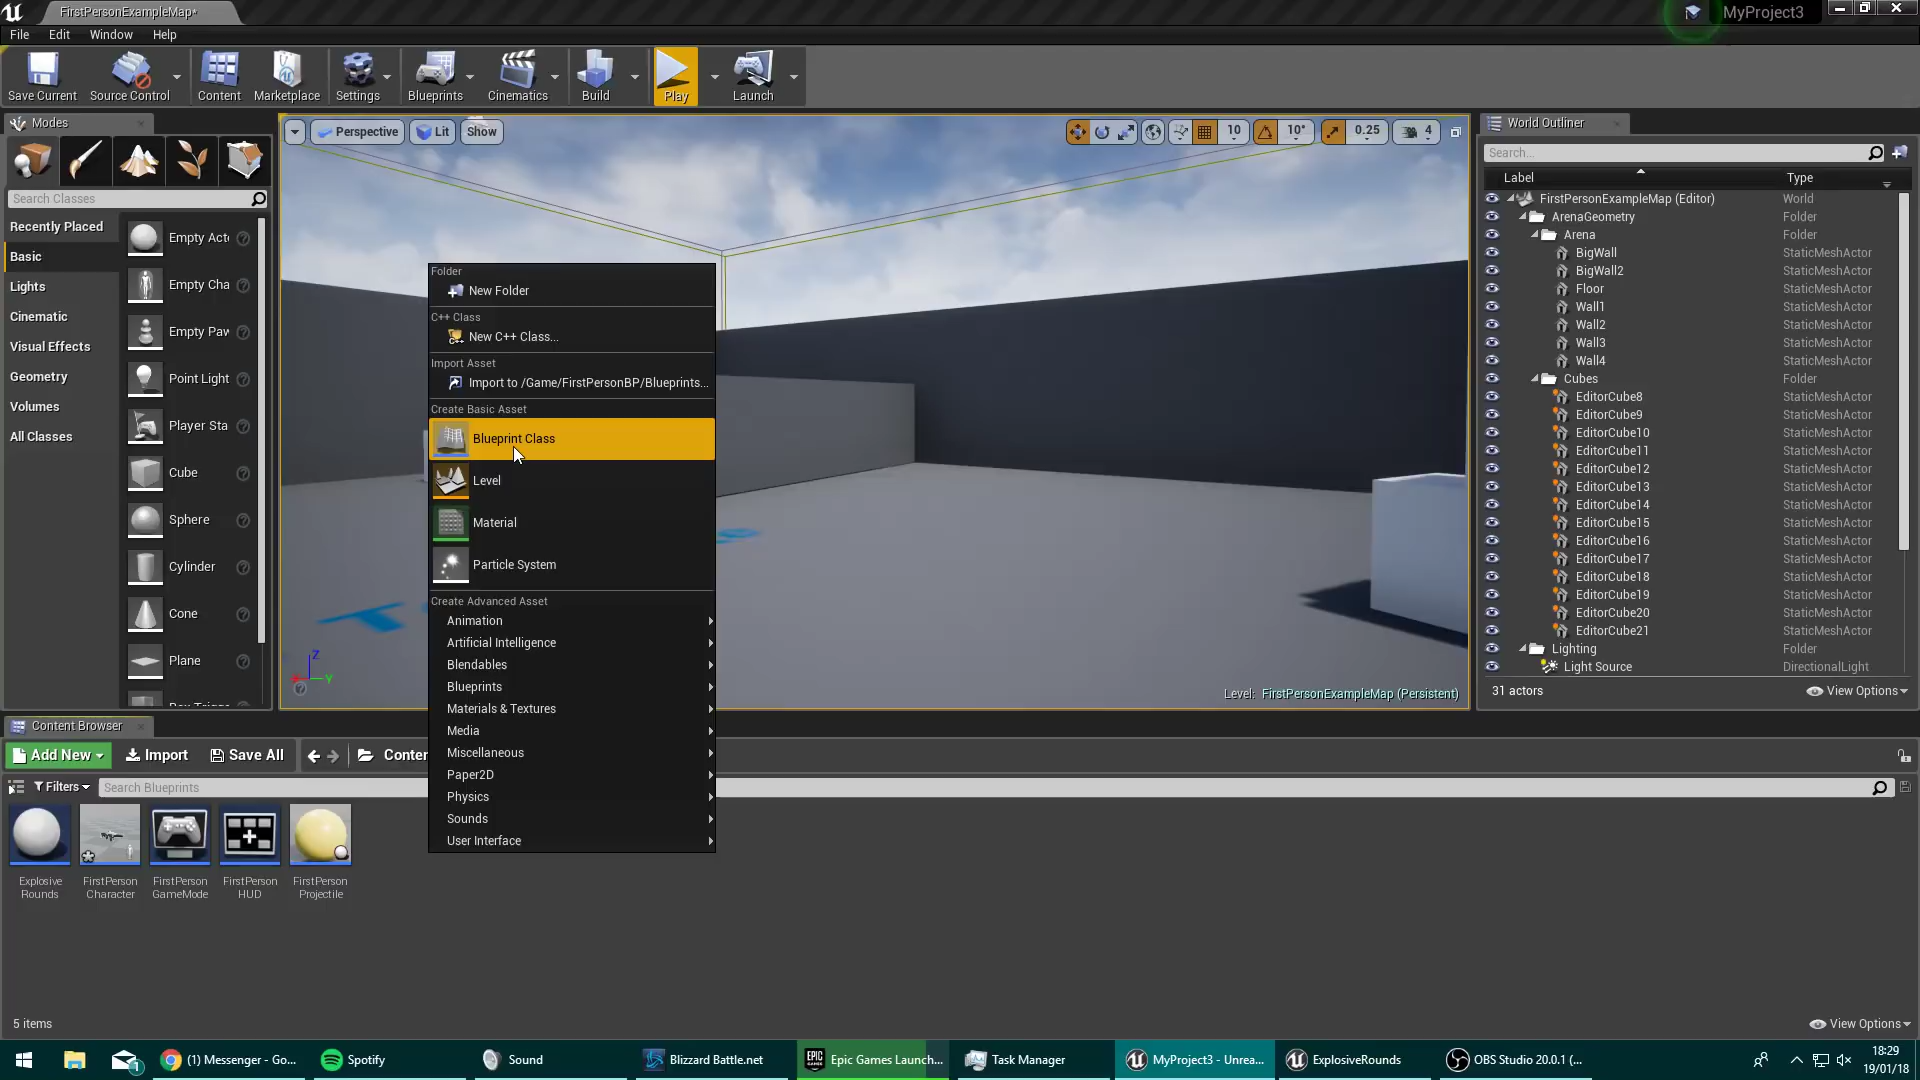 FirstPersonExampleMap*
MyProject3
File
Edit
Window
Help
Save Current
Source Control
Content
Marketplace
Settings
Blueprints
Cinematics
Build
Play
Launch
Modes
Search Classes
Recently Placed
Basic
Lights
Cinematic
Visual Effects
Geometry
Volumes
All Classes
Empty Act
Empty Cha
Empty Paw
Point Light
Player Sta
Cube
Sphere
Cylinder
Cone
Plane
Perspective
Lit
Show
10
10°
0.25
4
Level: FirstPersonExampleMap (Persistent)
Folder
New Folder
C++ Class
New C++ Class...
Import Asset
Import to /Game/FirstPersonBP/Blueprints...
Create Basic Asset
Blueprint Class
Level
Material
Particle System
Create Advanced Asset
Animation
Artificial Intelligence
Blendables
Blueprints
Materials & Textures
Media
Miscellaneous
Paper2D
Physics
Sounds
User Interface
World Outliner
Search...
Label Type
FirstPersonExampleMap (Editor) World
ArenaGeometry Folder
Arena Folder
BigWall StaticMeshActor
BigWall2 StaticMeshActor
Floor StaticMeshActor
Wall1 StaticMeshActor
Wall2 StaticMeshActor
Wall3 StaticMeshActor
Wall4 StaticMeshActor
Cubes Folder
EditorCube8 StaticMeshActor
EditorCube9 StaticMeshActor
EditorCube10 StaticMeshActor
EditorCube11 StaticMeshActor
EditorCube12 StaticMeshActor
EditorCube13 StaticMeshActor
EditorCube14 StaticMeshActor
EditorCube15 StaticMeshActor
EditorCube16 StaticMeshActor
EditorCube17 StaticMeshActor
EditorCube18 StaticMeshActor
EditorCube19 StaticMeshActor
EditorCube20 StaticMeshActor
EditorCube21 StaticMeshActor
Lighting Folder
Light Source DirectionalLight
31 actors
View Options
Content Browser
Add New
Import
Save All
Conten
Filters
Search Blueprints
Explosive
Rounds
FirstPerson
Character
FirstPerson
GameMode
FirstPerson
HUD
FirstPerson
Projectile
5 items
View Options
(1) Messenger - Go...
Spotify
Sound
Blizzard Battle.net
Epic Games Launch...
Task Manager
MyProject3 - Unrea...
ExplosiveRounds
OBS Studio 20.0.1 (...
18:29
19/01/18